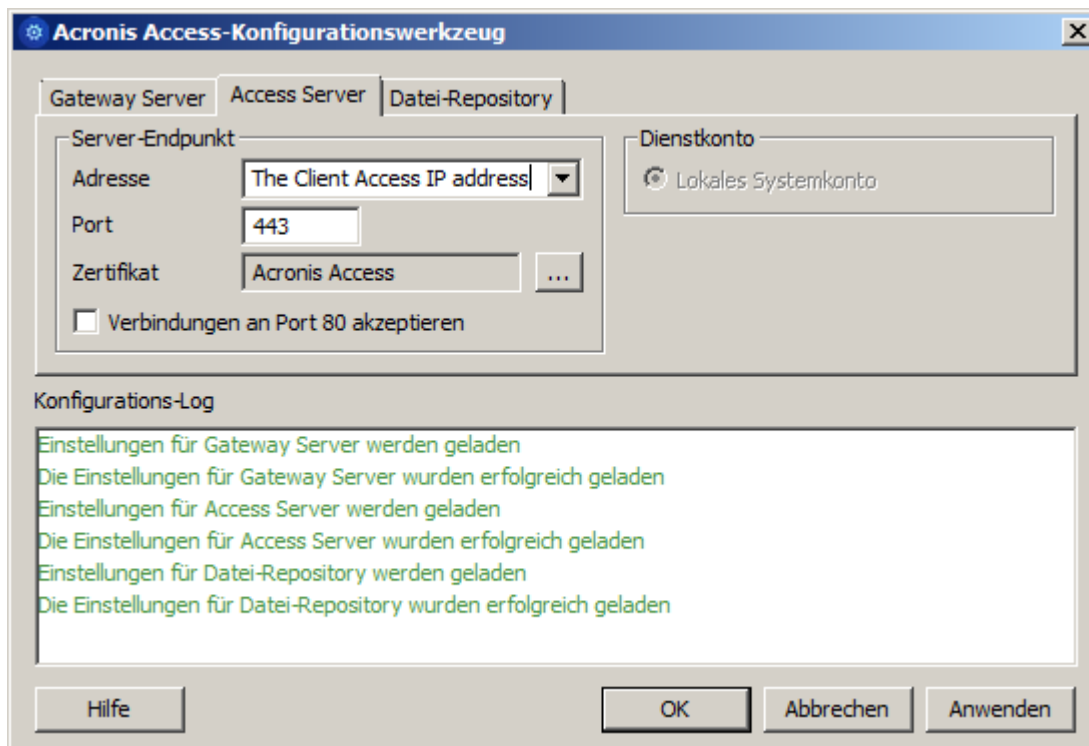 Acronis Access-Konfigurationswerkzeug
Gateway Server
Access Server
Datei-Repository
Server-Endpunkt
Adresse
The Client Access IP address
Port
443
Zertifikat
Acronis Access
...
Verbindungen an Port 80 akzeptieren
Dienstkonto
Lokales Systemkonto
Konfigurations-Log
Einstellungen für Gateway Server werden geladen
Die Einstellungen für Gateway Server wurden erfolgreich geladen
Einstellungen für Access Server werden geladen
Die Einstellungen für Access Server wurden erfolgreich geladen
Einstellungen für Datei-Repository werden geladen
Die Einstellungen für Datei-Repository wurden erfolgreich geladen
Hilfe
OK
Abbrechen
Anwenden